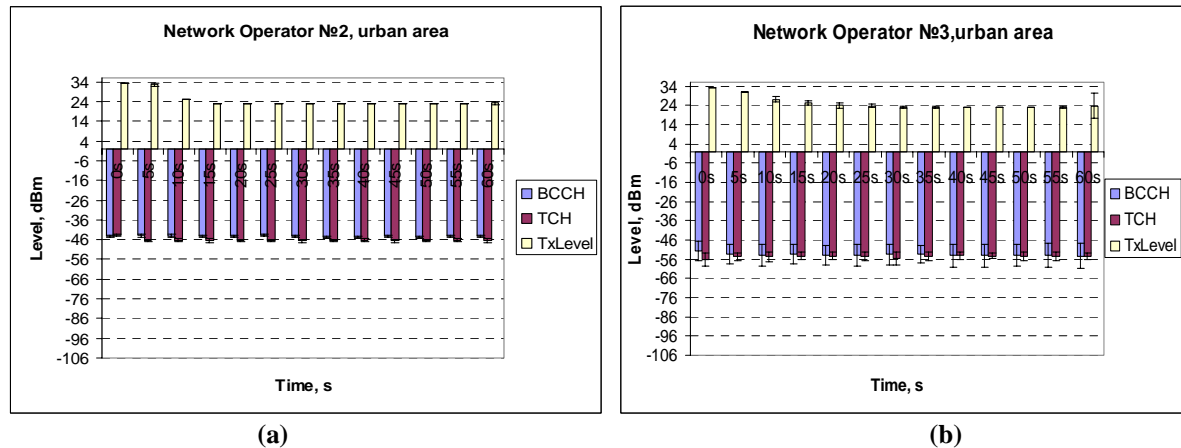 Network Operator №2, urban area
34
24
14
4
-6
-16
-26
-36
-46
-56
-66
-76
-86
-96
-106
Level, dBm
0s 5s 10s 15s 20s 25s 30s 35s 40s 45s 50s 55s 60s
Time, s
BCCH
TCH
TxLevel
(a)
Network Operator №3,urban area
34
24
14
4
-6
-16
-26
-36
-46
-56
-66
-76
-86
-96
-106
Level, dBm
0s 5s 10s 15s 20s 25s 30s 35s 40s 45s 50s 55s 60s
Time, s
BCCH
TCH
TxLevel
(b)